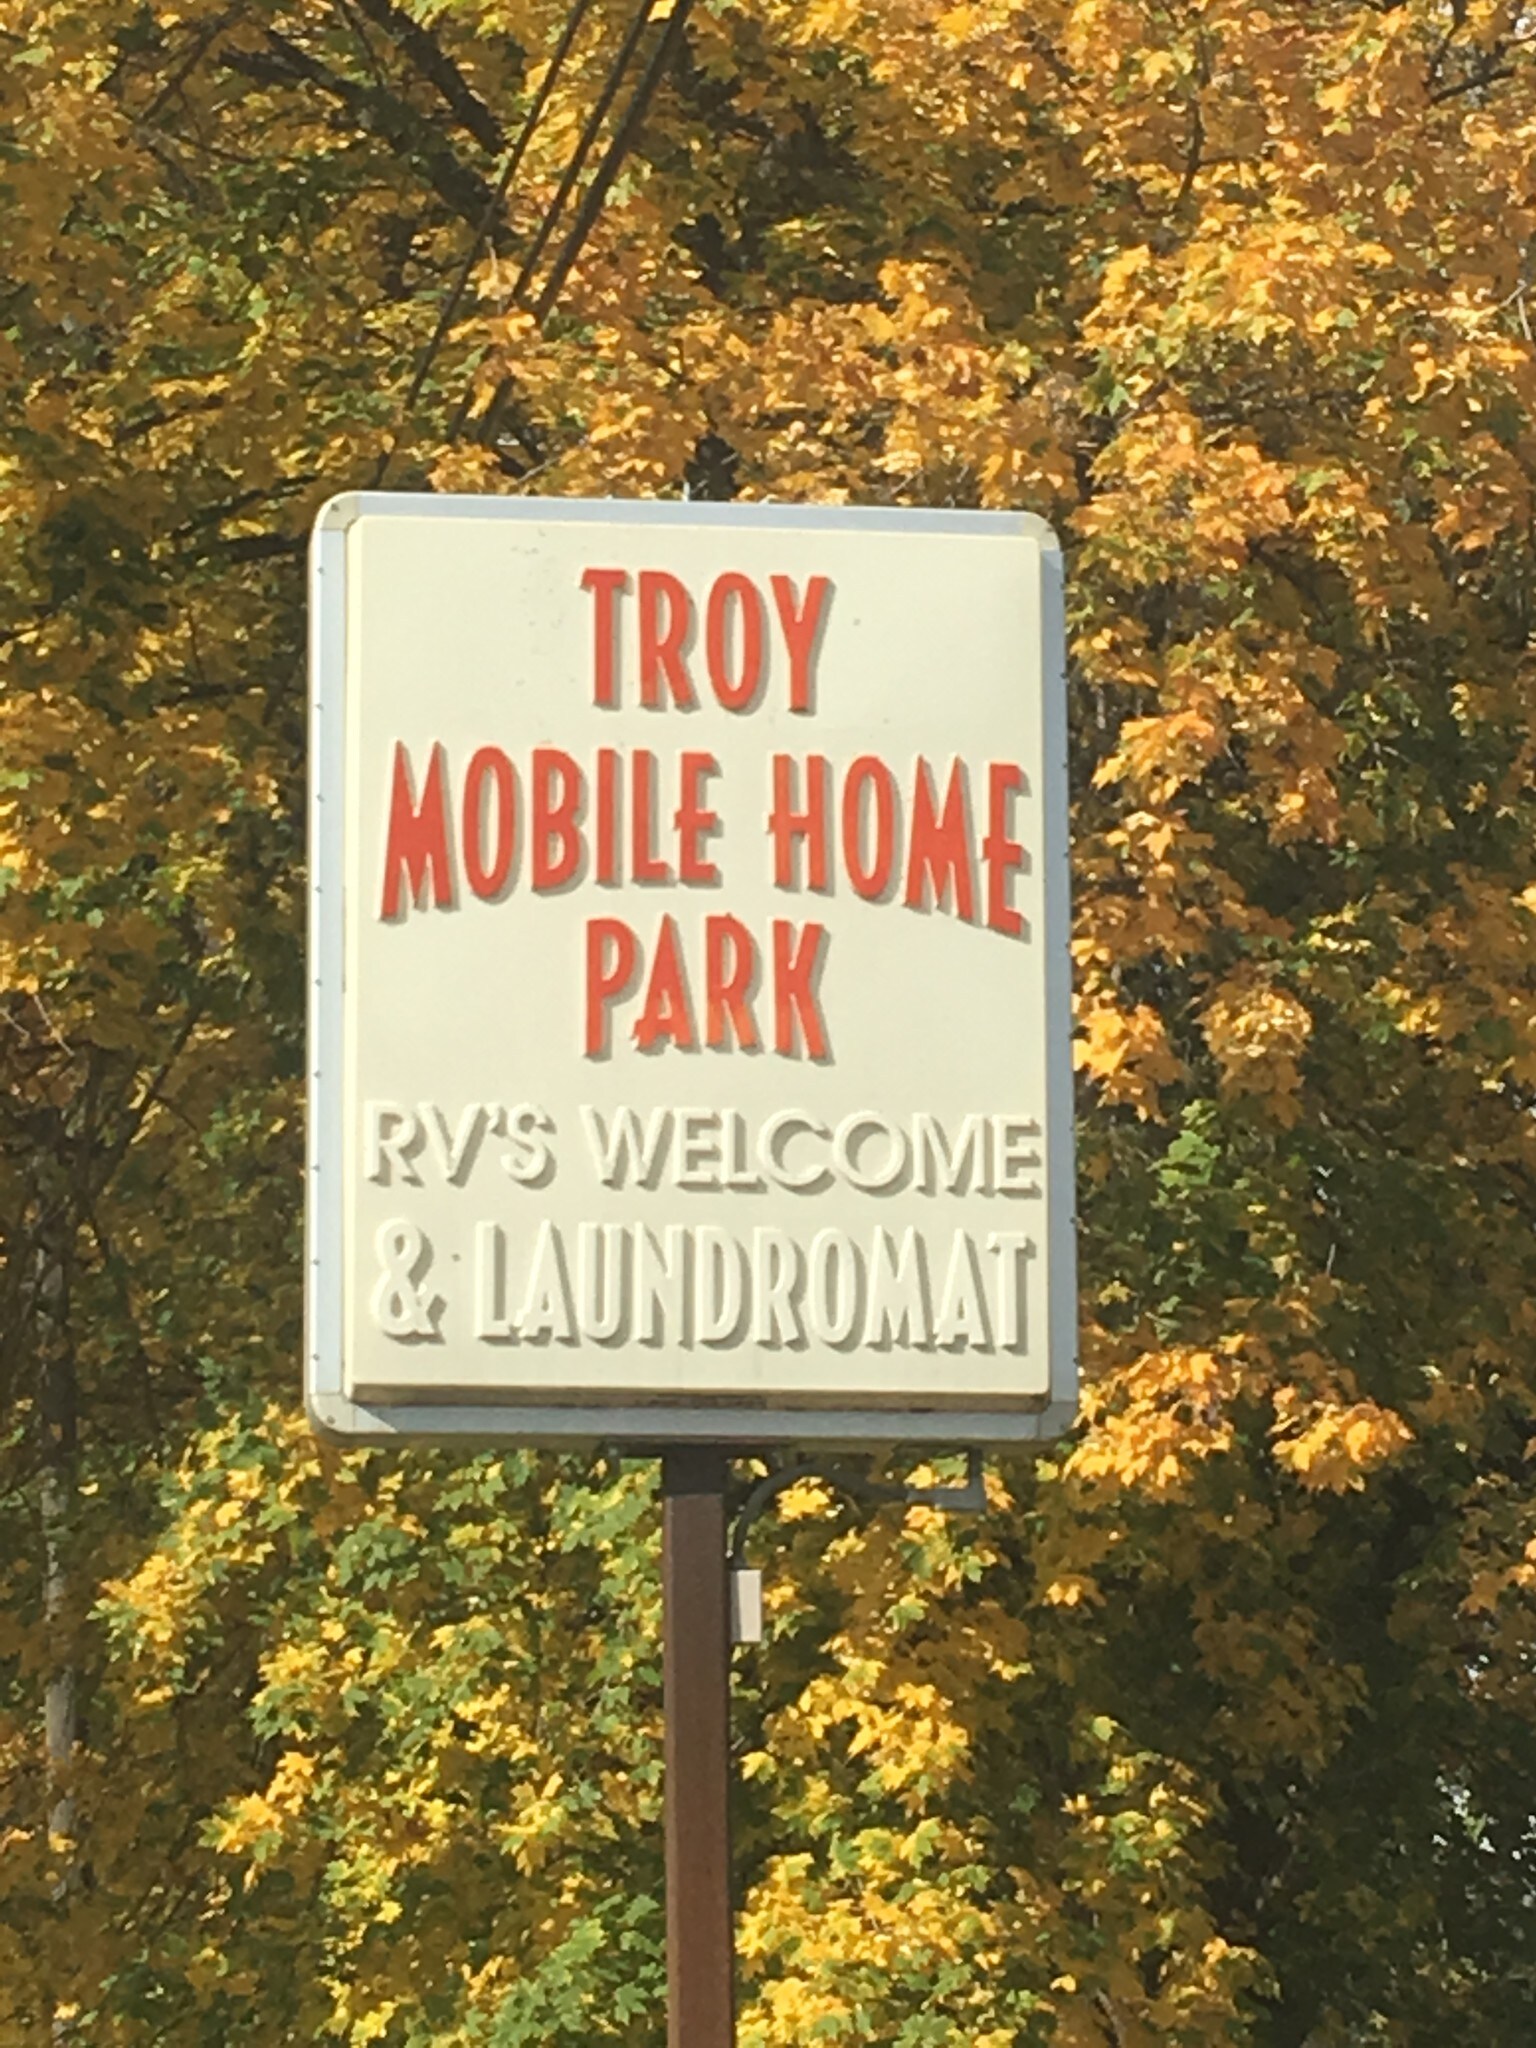 TROY
MOBILE HOME
PARK
RV'S WELCOME
& LAUNDROMAT